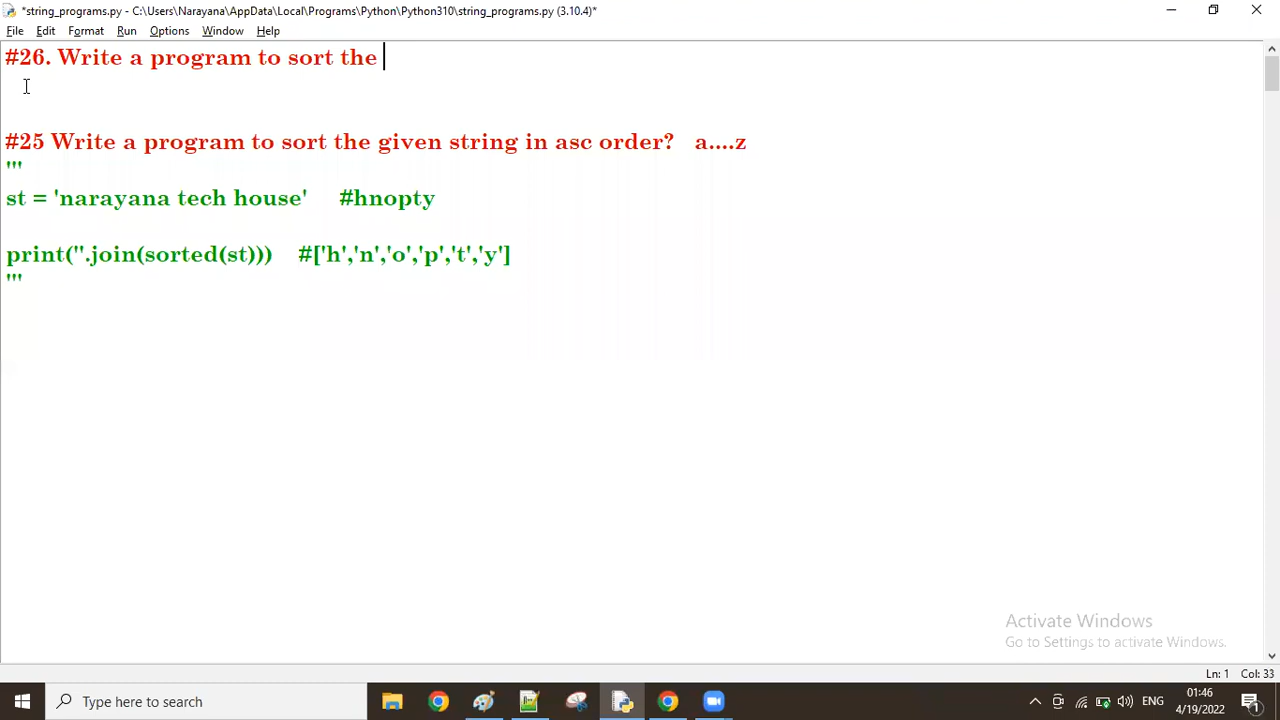 *string_programs.py - C:\Users\Narayana\AppData\Local\Programs\Python\Python310\string_programs.py (3.10.4)*
File Edit Format Run Options Window Help
#26. Write a program to sort the
#25 Write a program to sort the given string in asc order?   a....z
'''
st = 'narayana tech house'     #hnopty
print(''.join(sorted(st)))    #['h','n','o','p','t','y']
'''
Activate Windows
Go to Settings to activate Windows.
Ln: 1 Col: 33
Type here to search
ENG
01:46
4/19/2022
1